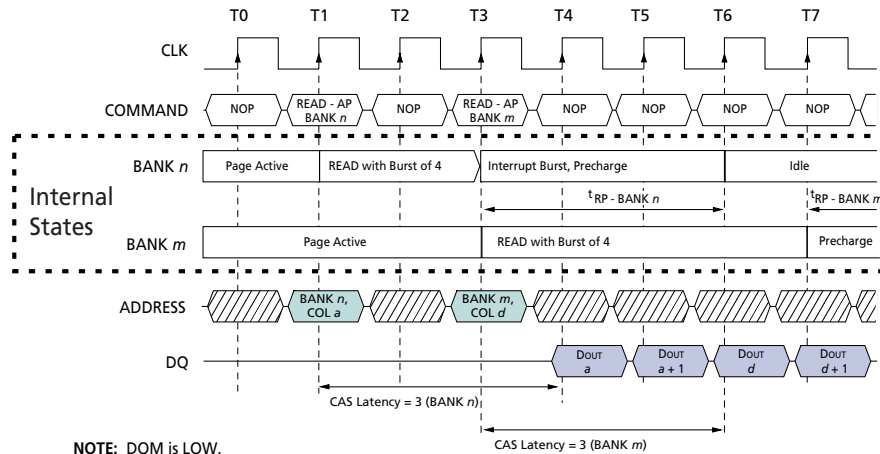 T0 T1 T2 T3 T4 T5 T6 T7
CLK
COMMAND NOP READ - AP BANK n NOP READ - AP BANK m NOP NOP NOP NOP
Internal States
BANK n Page Active READ with Burst of 4 Interrupt Burst, Precharge Idle
tRP - BANK n tRP - BANK m
BANK m Page Active READ with Burst of 4 Precharge
ADDRESS BANK n, COL a BANK m, COL d
DQ DOUT a DOUT a + 1 DOUT d DOUT d + 1
CAS Latency = 3 (BANK n)
CAS Latency = 3 (BANK m)
NOTE: DQM is LOW.